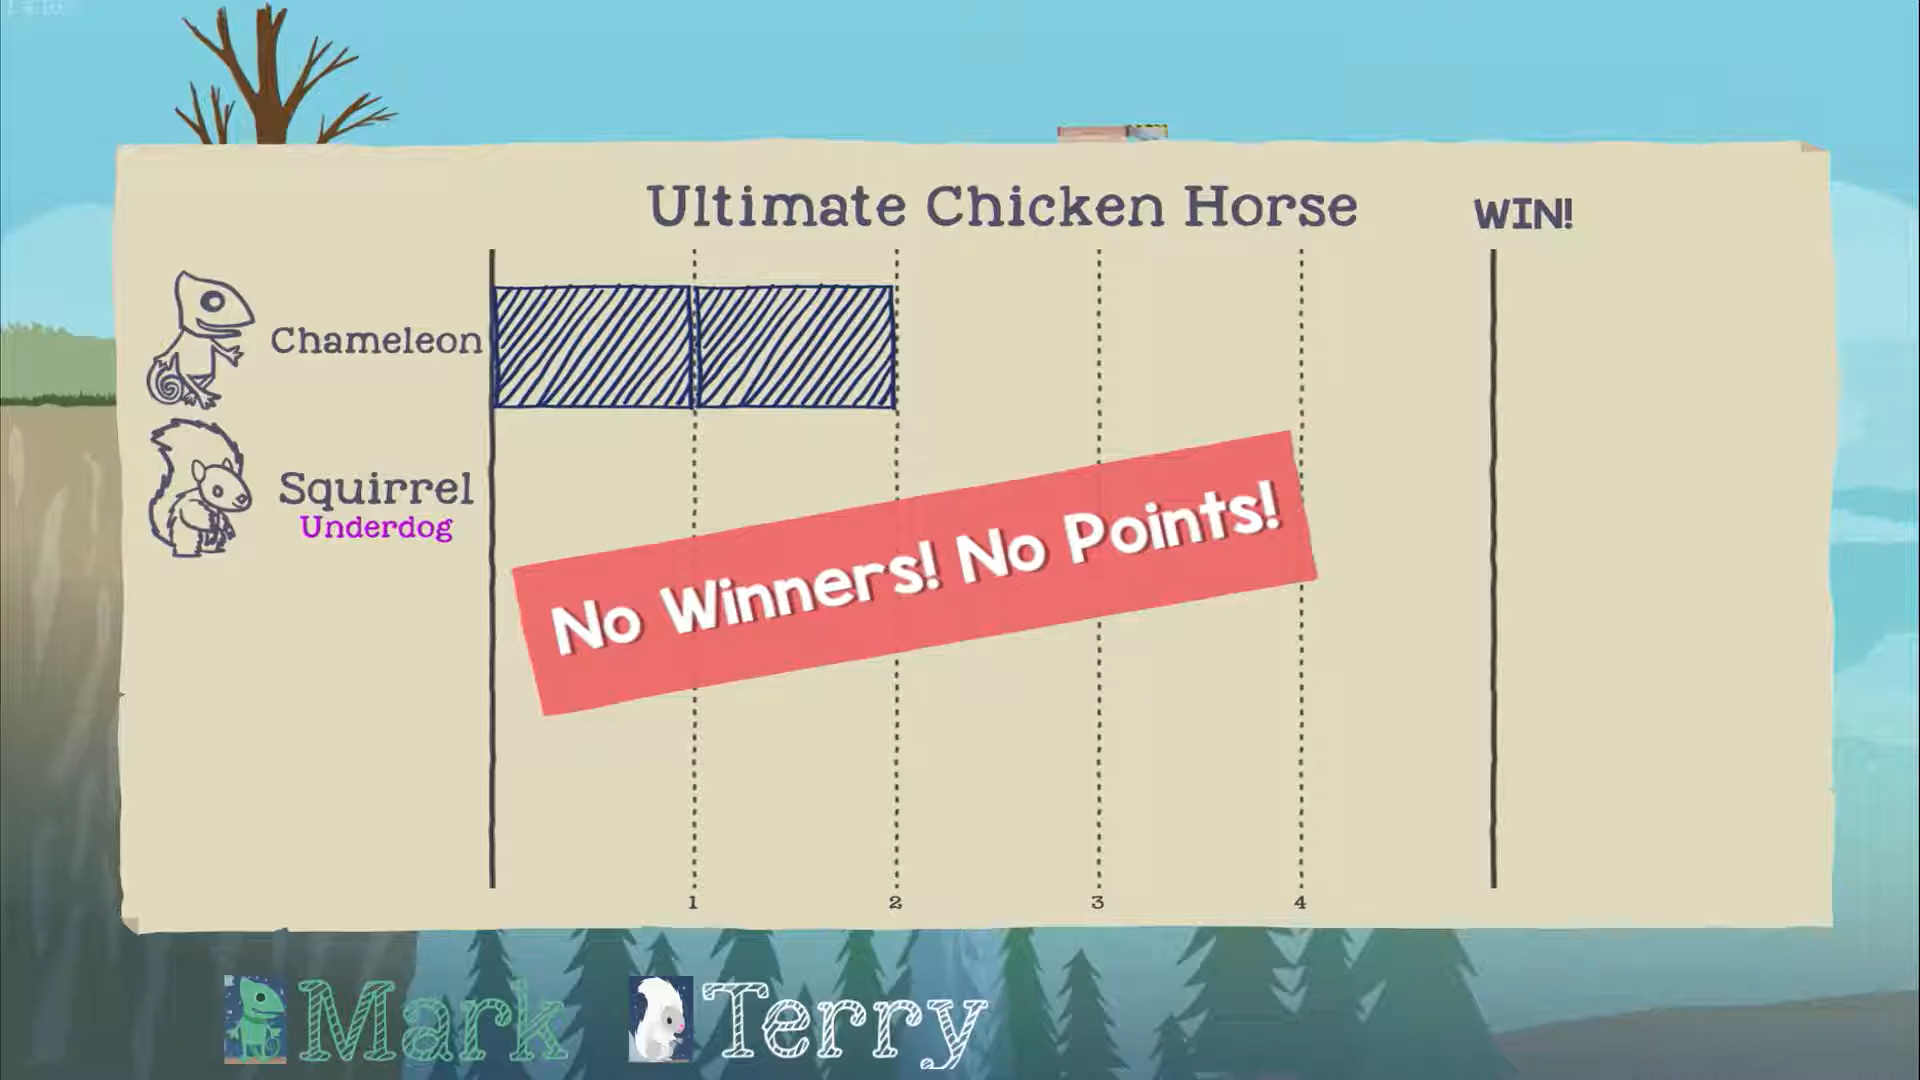 Ultimate Chicken Horse
WIN!
Chameleon
Squirrel
Underdog
No Winners! No Points!
1 2 3 4
Mark Terry